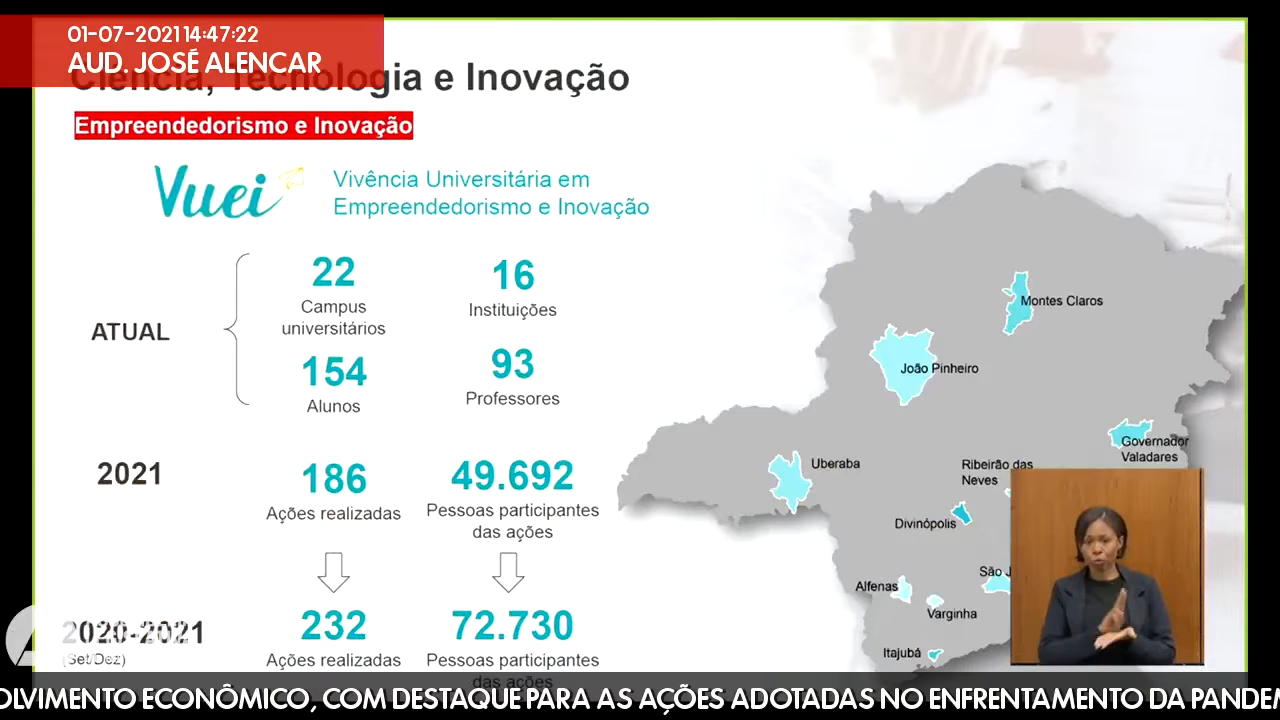 01-07-2021 14:47:22
AUD. JOSÉ ALENCAR
Ciência, Tecnologia e Inovação
Empreendedorismo e Inovação
Vuei
Vivência Universitária em
Empreendedorismo e Inovação
ATUAL
22
Campus
universitários
16
Instituições
154
Alunos
93
Professores
2021
186
Ações realizadas
49.692
Pessoas participantes
das ações
2020-2021
(Set/Dez)
232
Ações realizadas
72.730
Pessoas participantes
das ações
Montes Claros
João Pinheiro
Governador
Valadares
Uberaba
Ribeirão das
Neves
Divinópolis
São J
Alfenas
Varginha
Itajubá
OLVIMENTO ECONÔMICO, COM DESTAQUE PARA AS AÇÕES ADOTADAS NO ENFRENTAMENTO DA PANDEM